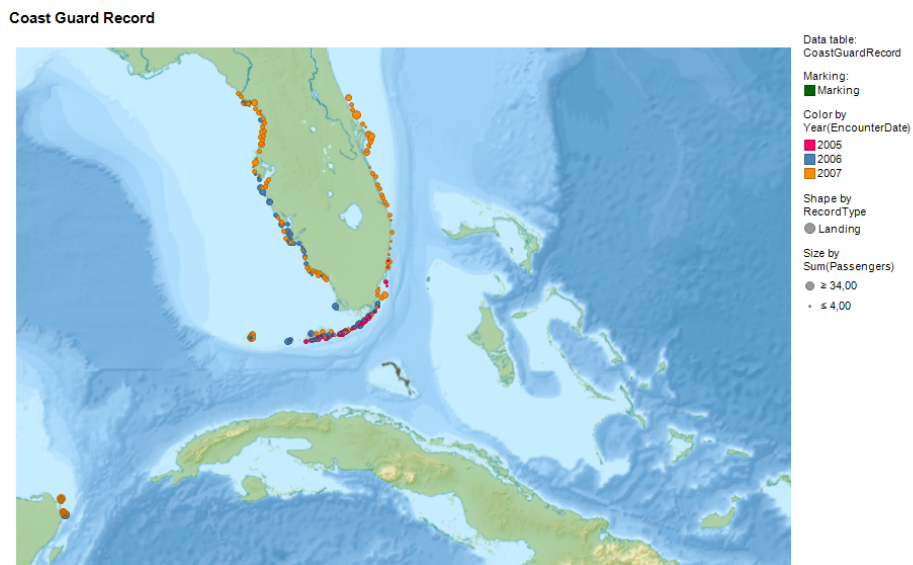 Coast Guard Record
Data table:
CoastGuardRecord
Marking:
Marking
Color by
Year(EncounterDate)
2005
2006
2007
Shape by
RecordType
Landing
Size by
Sum(Passengers)
≥ 34,00
≤ 4,00